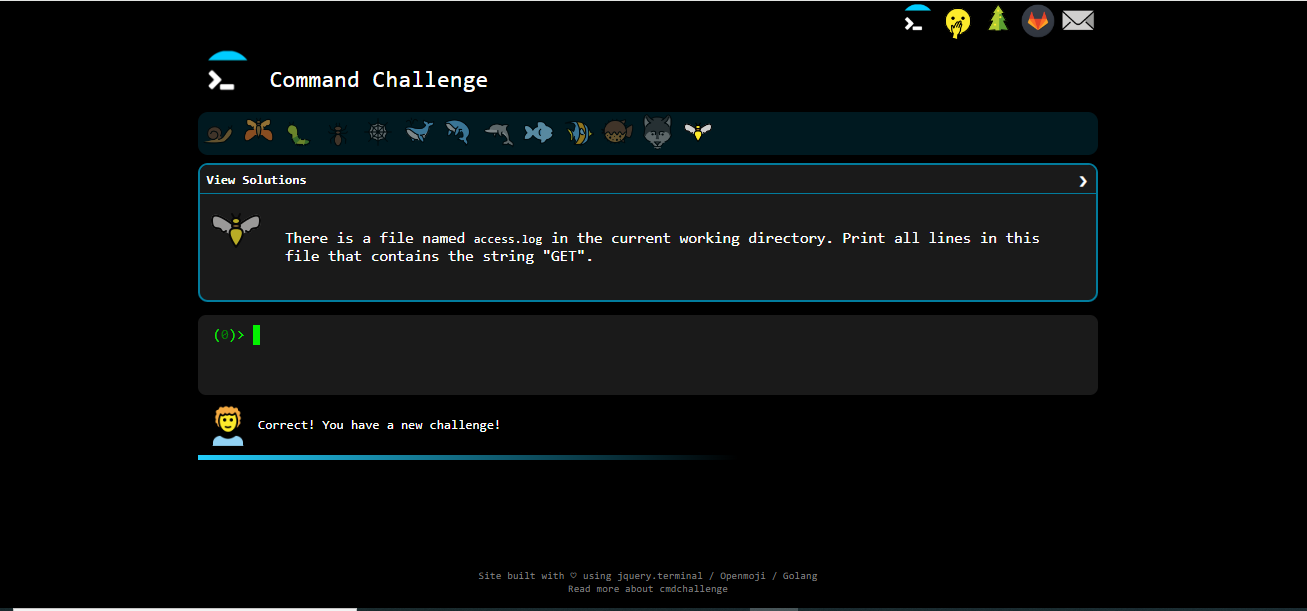 Command Challenge
View Solutions
There is a file named access.log in the current working directory. Print all lines in this
file that contains the string "GET".
(0)>
Correct! You have a new challenge!
Site built with ♡ using jquery.terminal / Openmoji / Golang
Read more about cmdchallenge